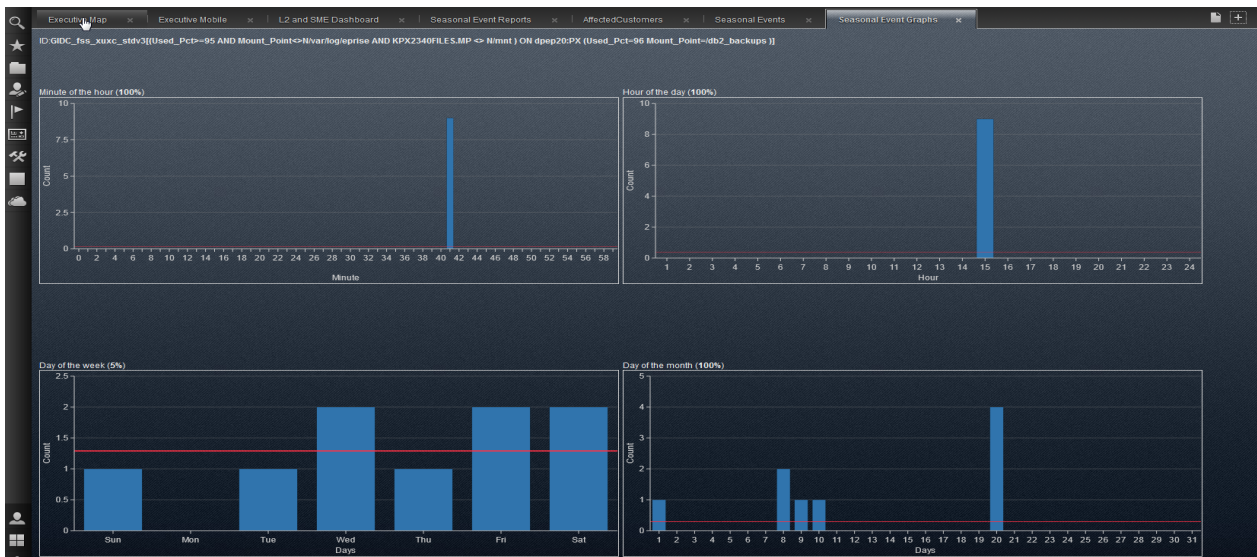 Executive Map × Executive Mobile × L2 and SME Dashboard × Seasonal Event Reports × AffectedCustomers × Seasonal Events × Seasonal Event Graphs ×
ID:GIDC_fss_xuxc_stdv3[(Used_Pct>=95 AND Mount_Point<>N/var/log/eprise AND KPX2340FILES.MP <> N/mnt ) ON dpep20:PX (Used_Pct=96 Mount_Point=/db2_backups )]
Minute of the hour (100%)
10
7.5
5
2.5
0
Count
0 2 4 6 8 10 12 14 16 18 20 22 24 26 28 30 32 34 36 38 40 42 44 46 48 50 52 54 56 58
Minute
Hour of the day (100%)
10
8
6
4
2
0
Count
1 2 3 4 5 6 7 8 9 10 11 12 13 14 15 16 17 18 19 20 21 22 23 24
Hour
Day of the week (5%)
2.5
2
1.5
1
0.5
0
Count
Sun Mon Tue Wed Thu Fri Sat
Days
Day of the month (100%)
5
4
3
2
1
0
Count
1 2 3 4 5 6 7 8 9 10 11 12 13 14 15 16 17 18 19 20 21 22 23 24 25 26 27 28 29 30 31
Days